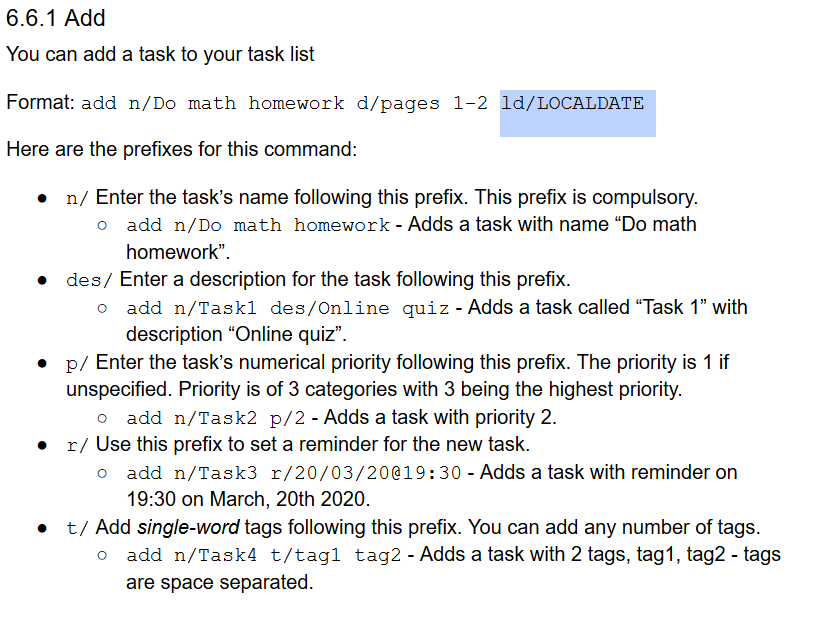 6.6.1 Add
You can add a task to your task list
Format: add n/Do math homework d/pages 1-2 ld/LOCALDATE
Here are the prefixes for this command:
● n/ Enter the task’s name following this prefix. This prefix is compulsory.
○ add n/Do math homework - Adds a task with name “Do math
homework”.
● des/ Enter a description for the task following this prefix.
○ add n/Task1 des/Online quiz - Adds a task called “Task 1” with
description “Online quiz”.
● p/ Enter the task’s numerical priority following this prefix. The priority is 1 if
unspecified. Priority is of 3 categories with 3 being the highest priority.
○ add n/Task2 p/2 - Adds a task with priority 2.
● r/ Use this prefix to set a reminder for the new task.
○ add n/Task3 r/20/03/20@19:30 - Adds a task with reminder on
19:30 on March, 20th 2020.
● t/ Add single-word tags following this prefix. You can add any number of tags.
○ add n/Task4 t/tag1 tag2 - Adds a task with 2 tags, tag1, tag2 - tags
are space separated.